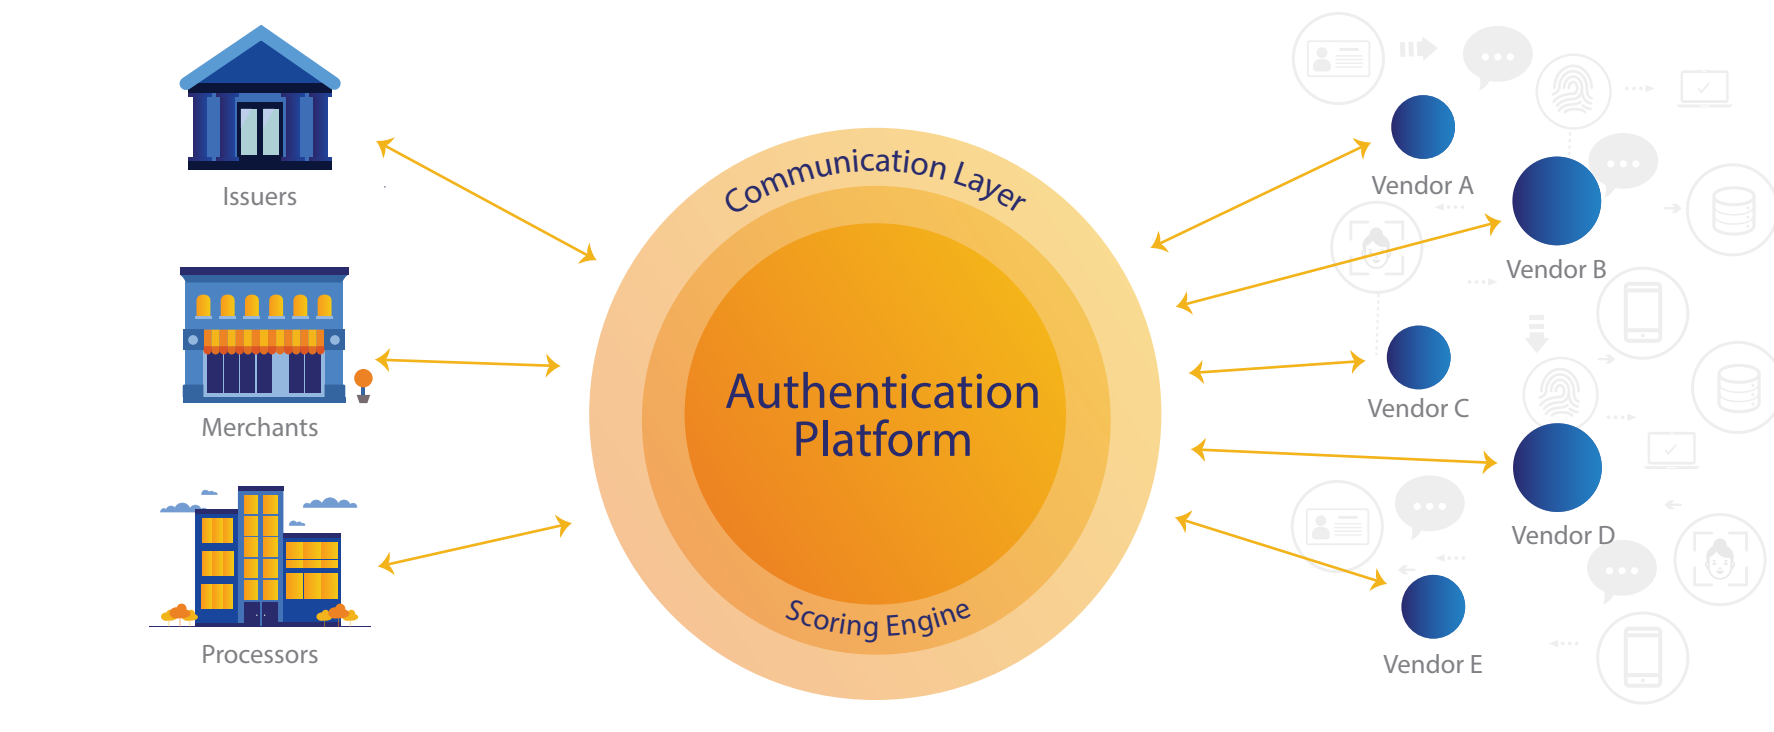 Issuers
Merchants
Processors
Communication Layer
Authentication
Platform
Scoring Engine
Vendor A
Vendor B
Vendor C
Vendor D
Vendor E